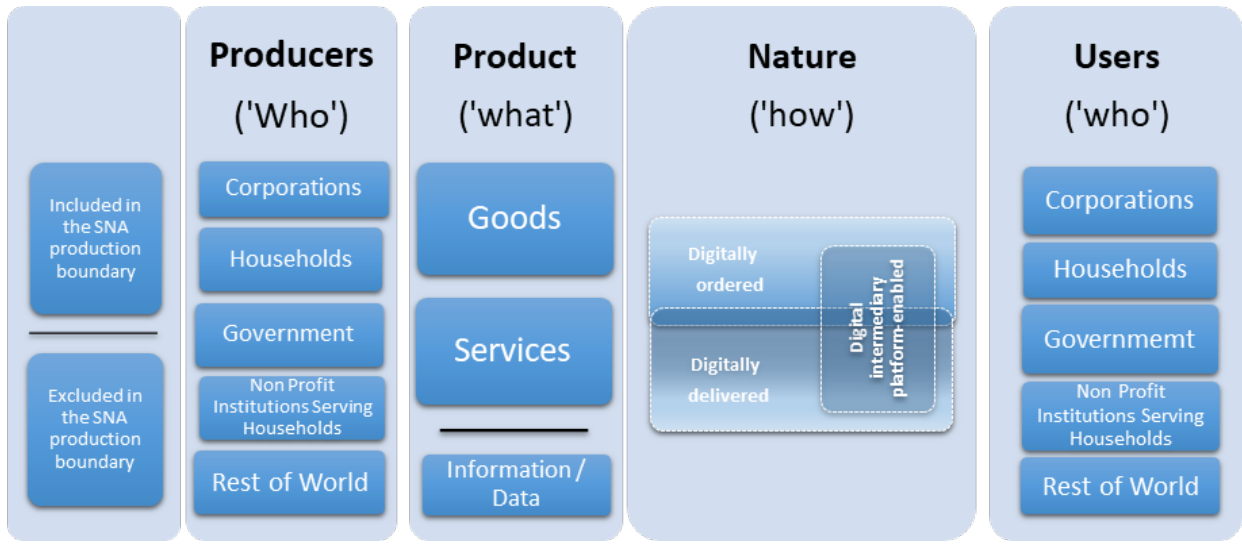 Included in
the SNA
production
boundary
Excluded in
the SNA
production
boundary
Producers
('Who')
Corporations
Households
Government
Non Profit
Institutions Serving
Households
Rest of World
Product
('what')
Goods
Services
Information /
Data
Nature
('how')
Digitally
ordered
Digitally
delivered
Digital
intermediary
platform-enabled
Users
('who')
Corporations
Households
Governmemt
Non Profit
Institutions Serving
Households
Rest of World